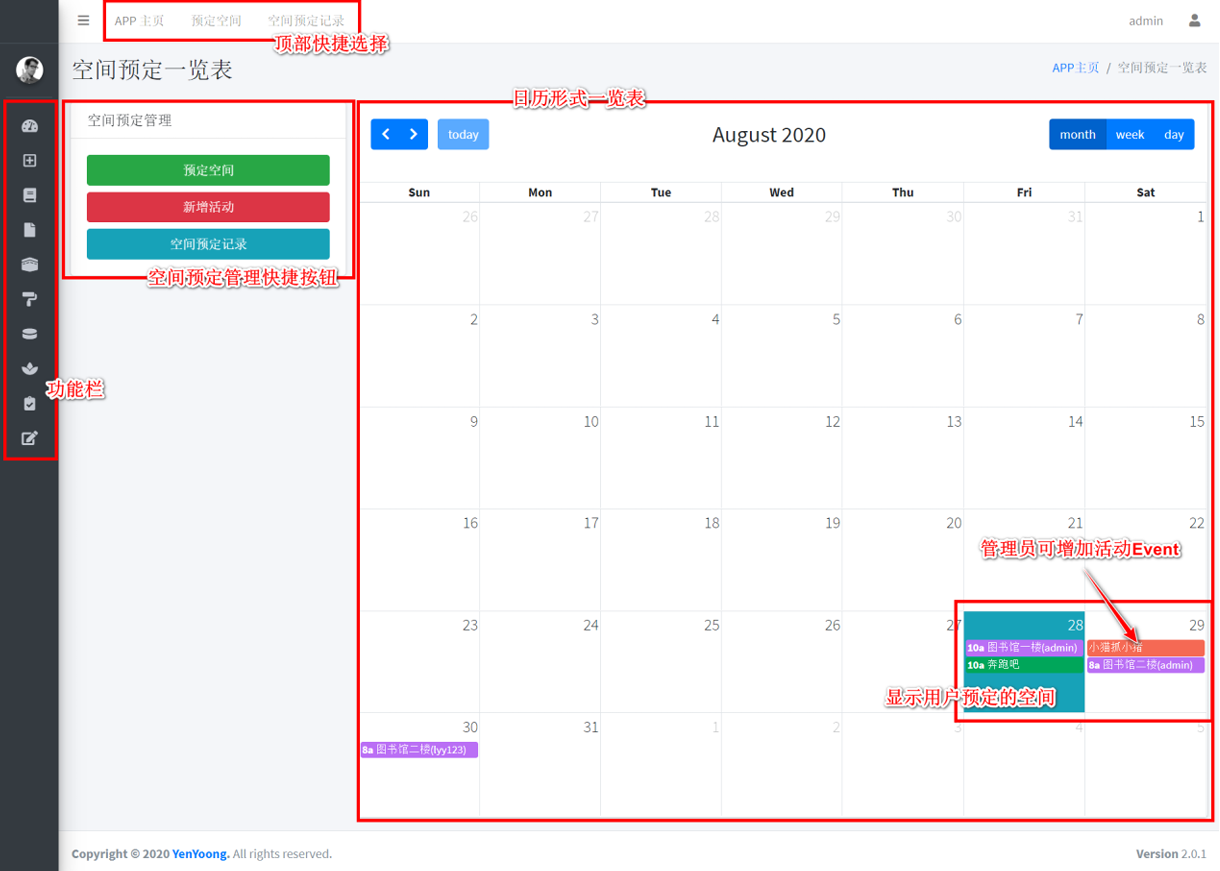 APP 主页 预定空间 空间预定记录 admin
顶部快捷选择
空间预定一览表 APP主页 / 空间预定一览表
日历形式一览表
空间预定管理
预定空间
新增活动
空间预定记录
空间预定管理快捷按钮
功能栏
today August 2020 month week day
Sun Mon Tue Wed Thu Fri Sat
26 27 28 29 30 31 1
2 3 4 5 6 7 8
9 10 11 12 13 14 15
16 17 18 19 20 21 22
管理员可增加活动Event
23 24 25 26 27 28 29
10a 图书馆一楼(admin) 小猫抓小猪
10a 奔跑吧 8a 图书馆二楼(admin)
显示用户预定的空间
30 31 1 2 3 4 5
8a 图书馆二楼(lyy123)
Copyright © 2020 YenYoong. All rights reserved. Version 2.0.1